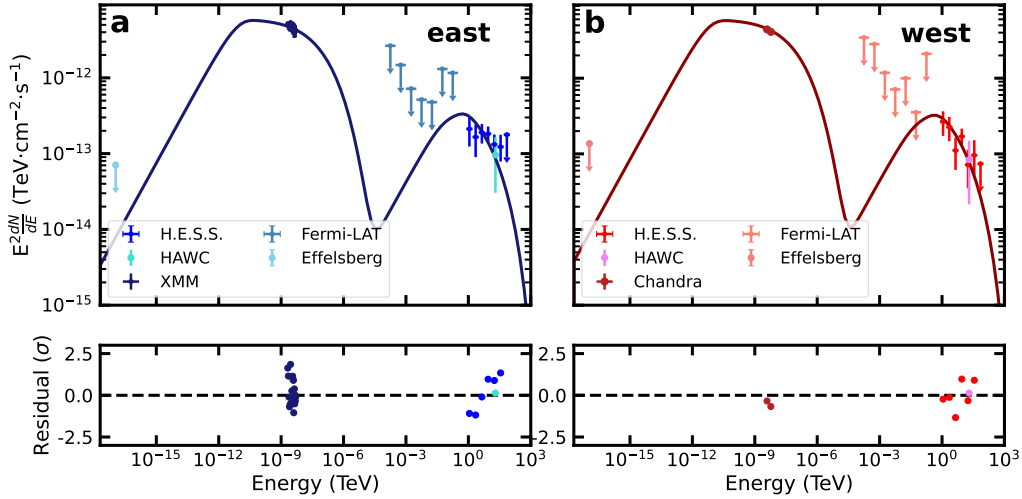 a
east
b
west
E² dN/dE (TeV·cm⁻²·s⁻¹)
10⁻¹²
10⁻¹³
10⁻¹⁴
10⁻¹⁵
H.E.S.S.
Fermi-LAT
HAWC
Effelsberg
XMM
H.E.S.S.
Fermi-LAT
HAWC
Effelsberg
Chandra
Residual (σ)
2.5
0.0
-2.5
2.5
0.0
-2.5
10⁻¹⁵ 10⁻¹² 10⁻⁹ 10⁻⁶ 10⁻³ 10⁰ 10³
10⁻¹⁵ 10⁻¹² 10⁻⁹ 10⁻⁶ 10⁻³ 10⁰ 10³
Energy (TeV)
Energy (TeV)